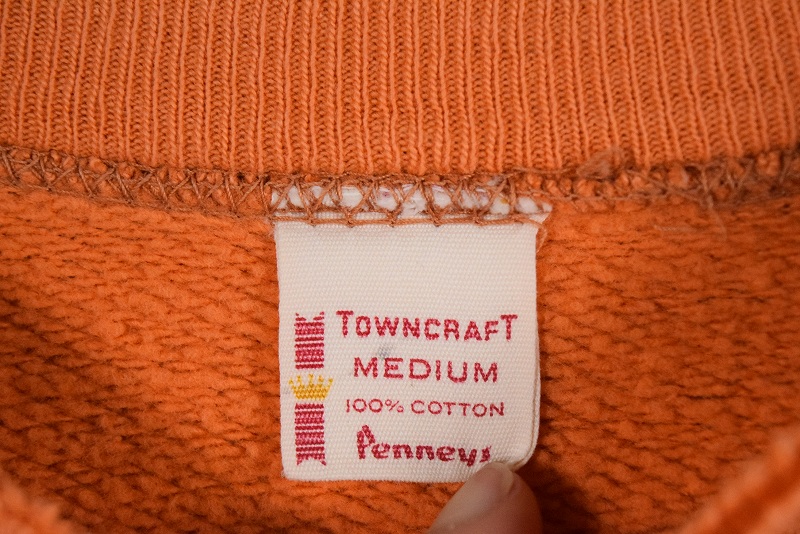 TOWNCRAFT
MEDIUM
100% COTTON
Penneys